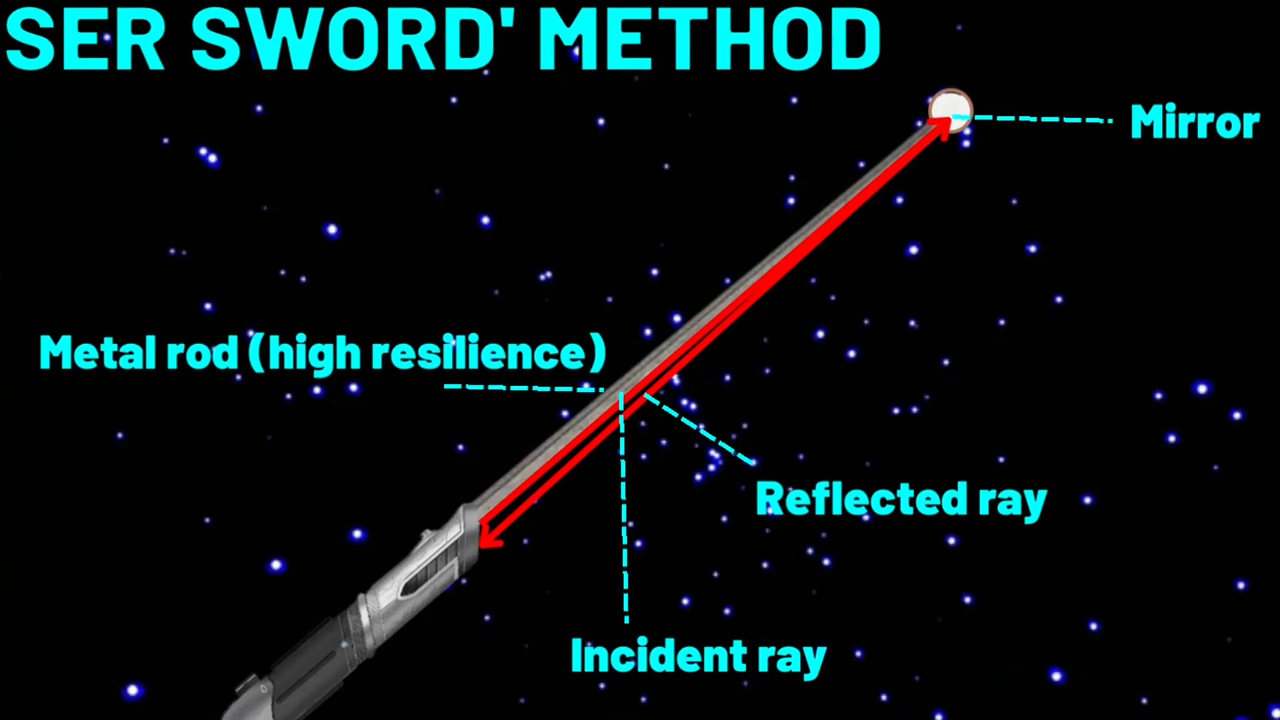 SER SWORD' METHOD
Mirror
Metal rod (high resilience)
Reflected ray
Incident ray